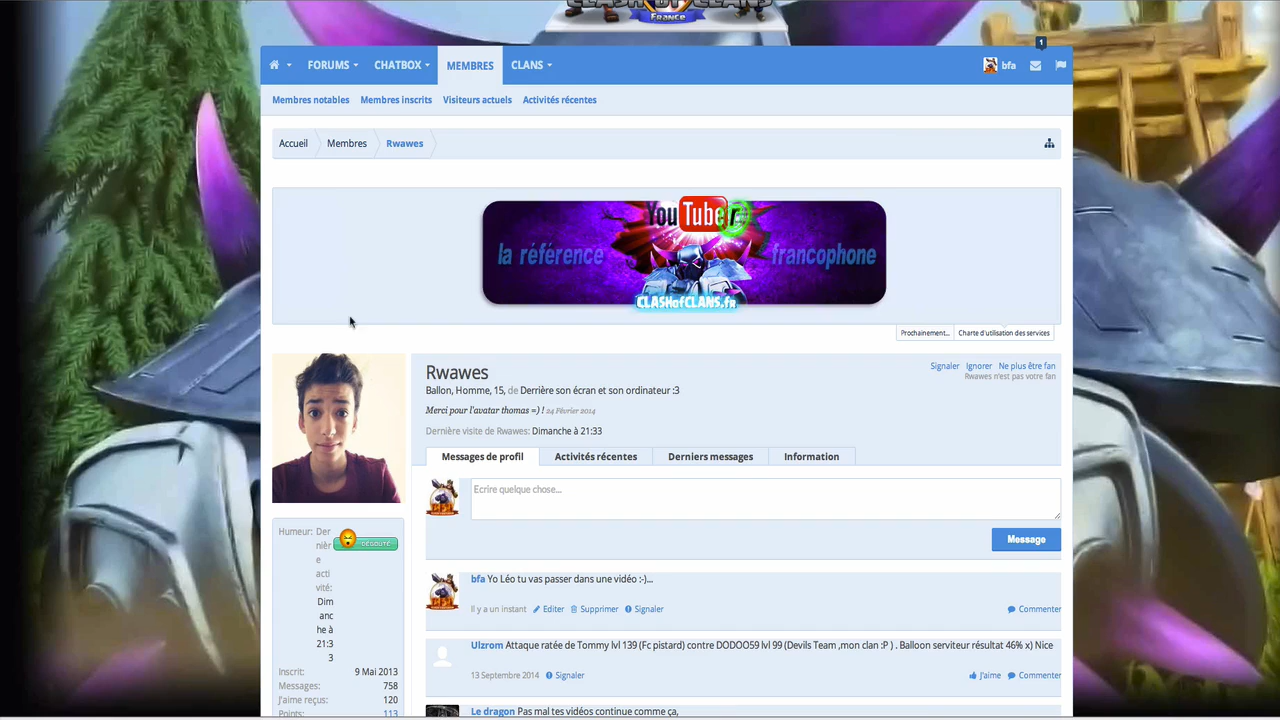 CLASH OF CLANS
France
1
FORUMS
CHATBOX
MEMBRES
CLANS
bfa
Membres notables
Membres inscrits
Visiteurs actuels
Activités récentes
Accueil
Membres
Rwawes
YouTube
la référence
francophone
CLASHofCLANS.fr
Prochainement...
Charte d'utilisation des services
Rwawes
Signaler
Ignorer
Ne plus être fan
Rwawes n'est pas votre fan
Ballon, Homme, 15, de Derrière son écran et son ordinateur :3
Merci pour l'avatar thomas =) ! 24 Février 2014
Dernière visite de Rwawes: Dimanche à 21:33
Messages de profil
Activités récentes
Derniers messages
Information
Ecrire quelque chose...
Message
Humeur:
DÉGOUTÉ
Der
nièr
e
acti
vité:
Dim
anc
he à
21:3
3
Inscrit: 9 Mai 2013
Messages: 758
J'aime reçus: 120
Points: 113
bfa Yo Léo tu vas passer dans une vidéo :-)...
Il y a un instant Editer Supprimer Signaler
Commenter
Ulzrom Attaque ratée de Tommy lvl 139 (Fc pistard) contre DODOO59 lvl 99 (Devils Team ,mon clan :P ) . Balloon serviteur résultat 46% x) Nice
13 Septembre 2014 Signaler
J'aime Commenter
Le dragon Pas mal tes vidéos continue comme ça,